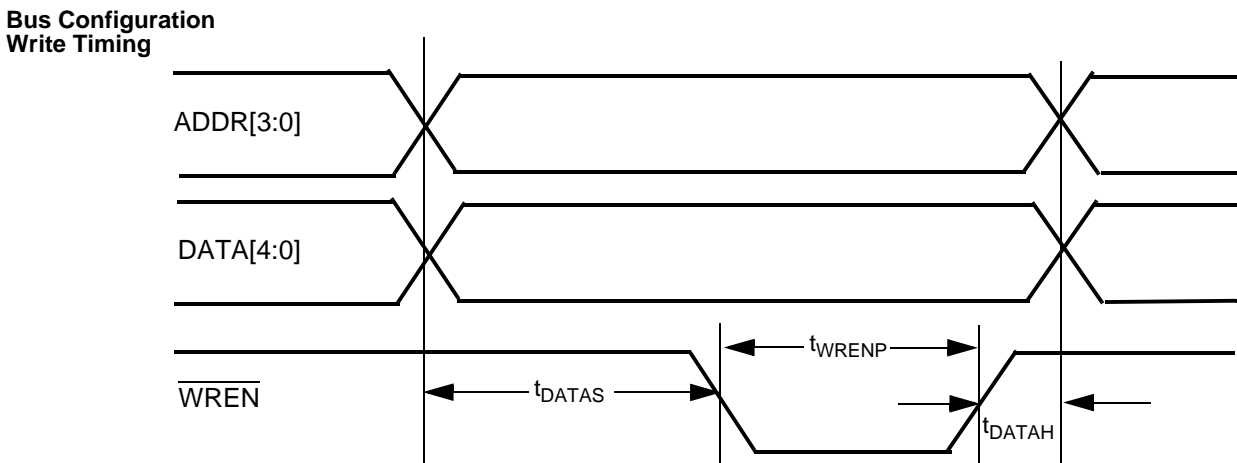 Bus Configuration
Write Timing
ADDR[3:0]
DATA[4:0]
tWRENP
WREN
tDATAS
tDATAH